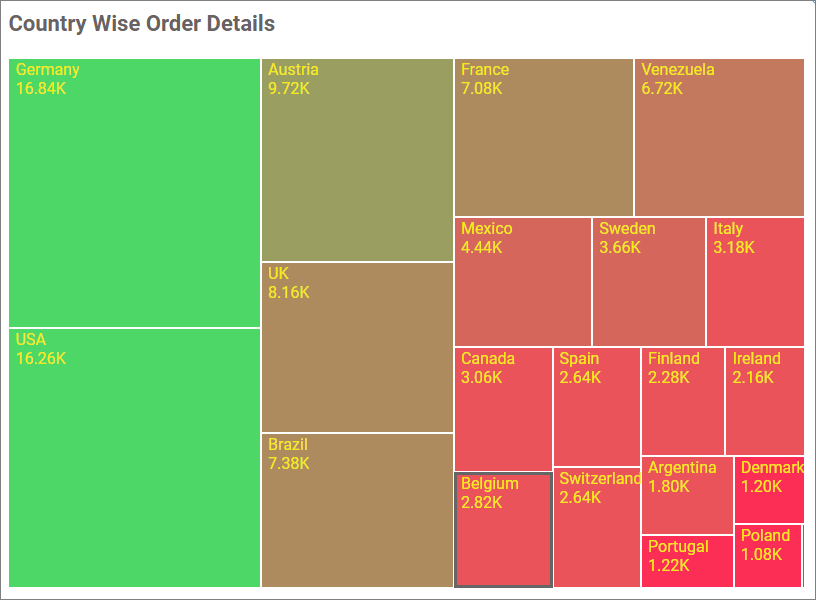 Country Wise Order Details
Germany
16.84K
USA
16.26K
Austria
9.72K
UK
8.16K
Brazil
7.38K
France
7.08K
Venezuela
6.72K
Mexico
4.44K
Sweden
3.66K
Italy
3.18K
Canada
3.06K
Belgium
2.82K
Spain
2.64K
Switzerland
2.64K
Finland
2.28K
Ireland
2.16K
Argentina
1.80K
Portugal
1.22K
Denmark
1.20K
Poland
1.08K